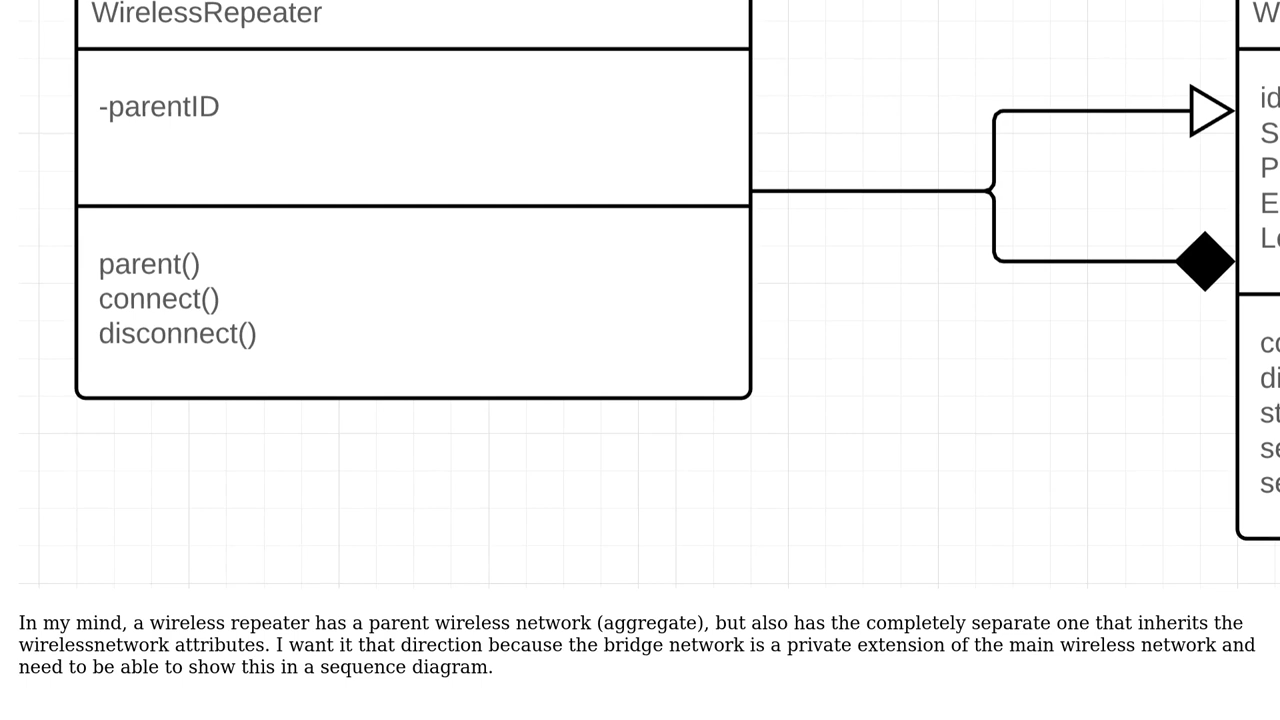 WirelessRepeater
-parentID
parent()
connect()
disconnect()
In my mind, a wireless repeater has a parent wireless network (aggregate), but also has the completely separate one that inherits the
wirelessnetwork attributes. I want it that direction because the bridge network is a private extension of the main wireless network and
need to be able to show this in a sequence diagram.